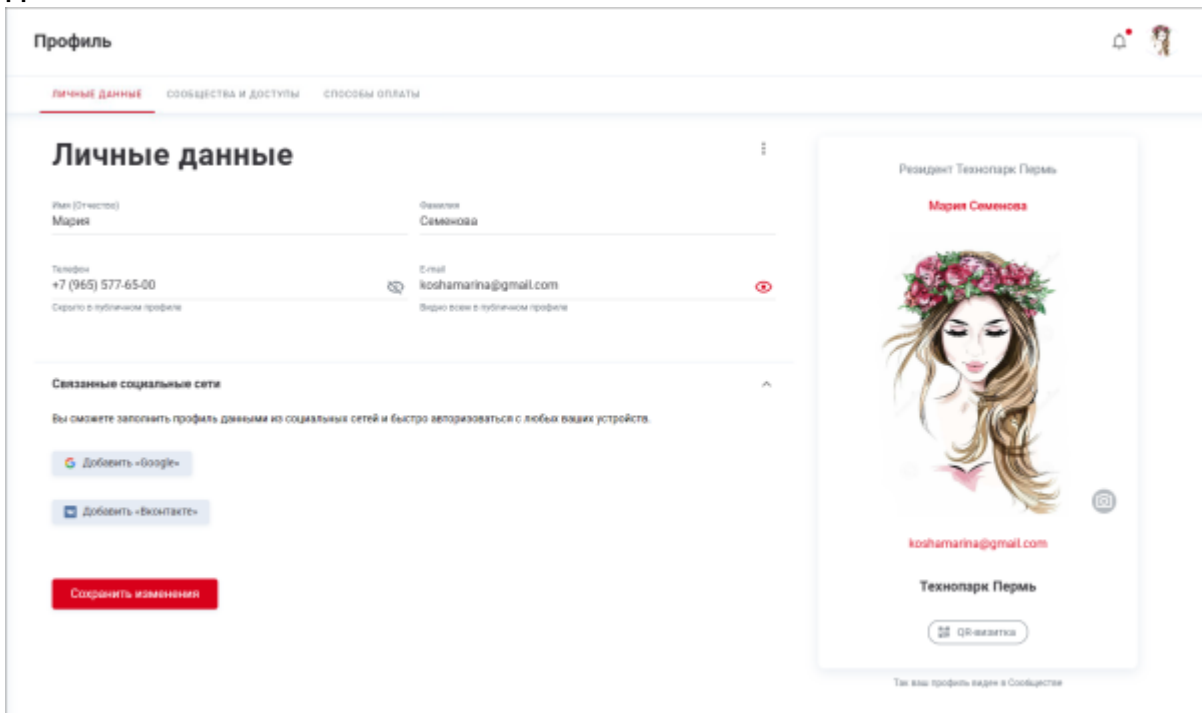 Профиль
ЛИЧНЫЕ ДАННЫЕ СООБЩЕСТВА И ДОСТУПЫ СПОСОБЫ ОПЛАТЫ
Личные данные
Имя (Отчество) Фамилия
Мария Семенова
Телефон E-mail
+7 (965) 577-65-00 koshamarina@gmail.com
Скрыто в публичном профиле Видно всем в публичном профиле
Связанные социальные сети
Вы сможете заполнить профиль данными из социальных сетей и быстро авторизоваться с любых ваших устройств.
Добавить «Google»
Добавить «Вконтакте»
Сохранить изменения
Резидент Технопарк Пермь
Мария Семенова
koshamarina@gmail.com
Технопарк Пермь
QR-визитка
Так ваш профиль виден в Сообществе